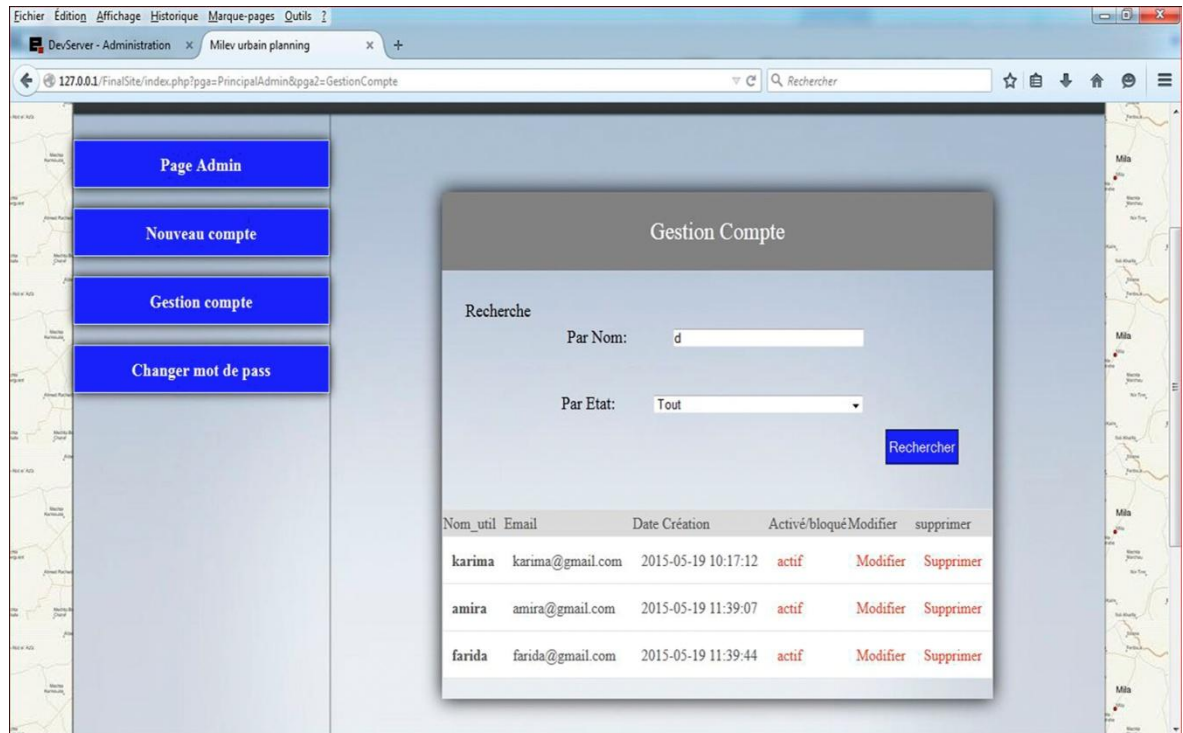 Fichier Édition Affichage Historique Marque-pages Outils ?
DevServer - Administration × Milev urbain planning × +
127.0.0.1/FinalSite/index.php?pga=PrincipalAdmin&pga2=GestionCompte
Rechercher
Page Admin
Nouveau compte
Gestion compte
Changer mot de pass
Gestion Compte
Recherche
Par Nom: d
Par Etat: Tout
Rechercher
Nom_util Email Date Création Activé/bloqué Modifier supprimer
karima karima@gmail.com 2015-05-19 10:17:12 actif Modifier Supprimer
amira amira@gmail.com 2015-05-19 11:39:07 actif Modifier Supprimer
farida farida@gmail.com 2015-05-19 11:39:44 actif Modifier Supprimer
Mila
Mila
Mila
Mila